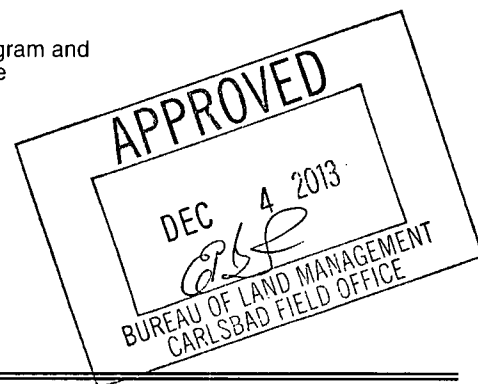 gram and
e
APPROVED
DEC 4 2013
BUREAU OF LAND MANAGEMENT
CARLSBAD FIELD OFFICE